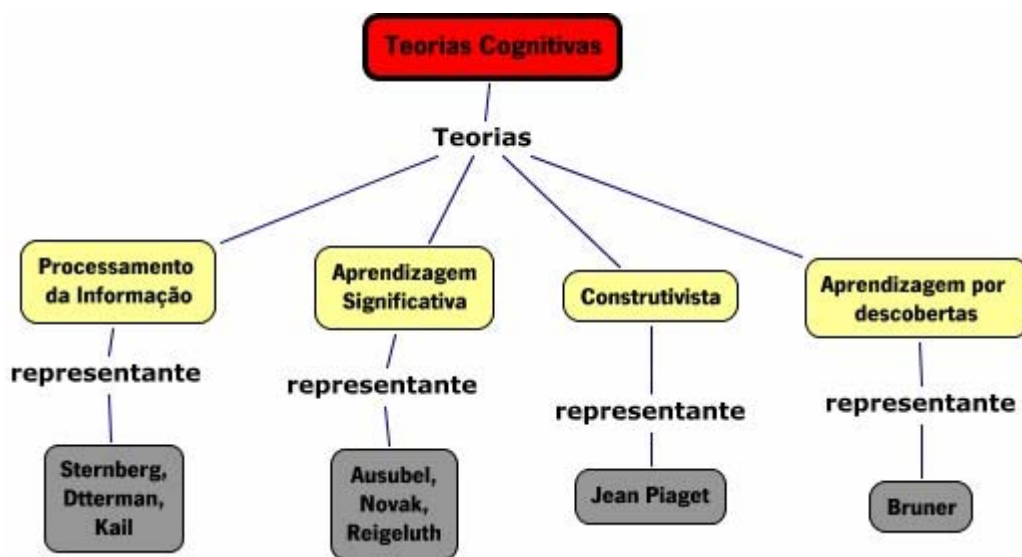 Teorias Cognitivas
Teorias
Processamento
da Informação
Aprendizagem
Significativa
Construtivista
Aprendizagem por
descobertas
representante
representante
representante
representante
Sternberg,
Dtterman,
Kail
Ausubel,
Novak,
Reigeluth
Jean Piaget
Bruner